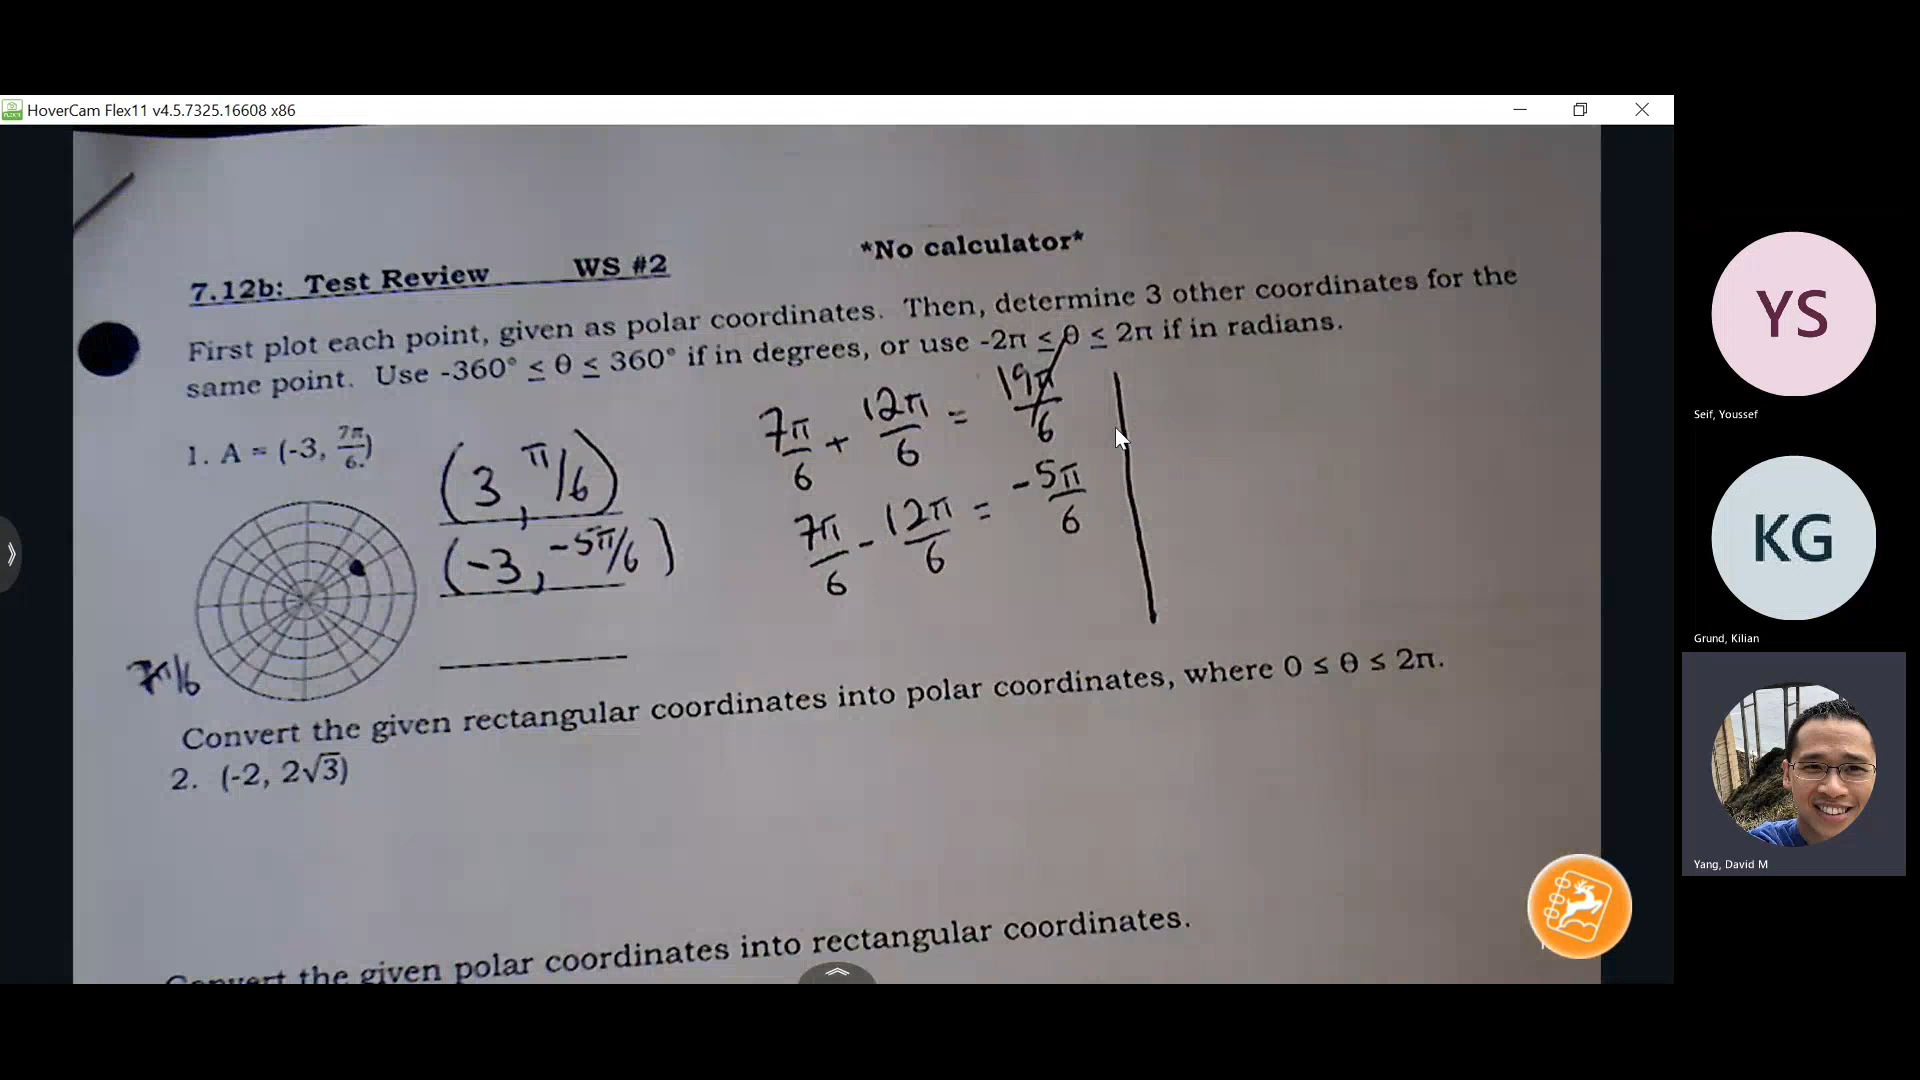 HoverCam Flex11 v4.5.7325.16608 x86
*No calculator*
7.12b: Test Review WS #2
First plot each point, given as polar coordinates. Then, determine 3 other coordinates for the
same point. Use -360° ≤ θ ≤ 360° if in degrees, or use -2π ≤ θ ≤ 2π if in radians.
1. A = (-3, 7π/6)
(3, π/6)
(-3, -5π/6)
7π/6 + 12π/6 = 19π/6
7π/6 - 12π/6 = -5π/6
7π/6
Convert the given rectangular coordinates into polar coordinates, where 0 ≤ θ ≤ 2π.
2. (-2, 2√3)
Convert the given polar coordinates into rectangular coordinates.
YS
Seif, Youssef
KG
Grund, Kilian
Yang, David M